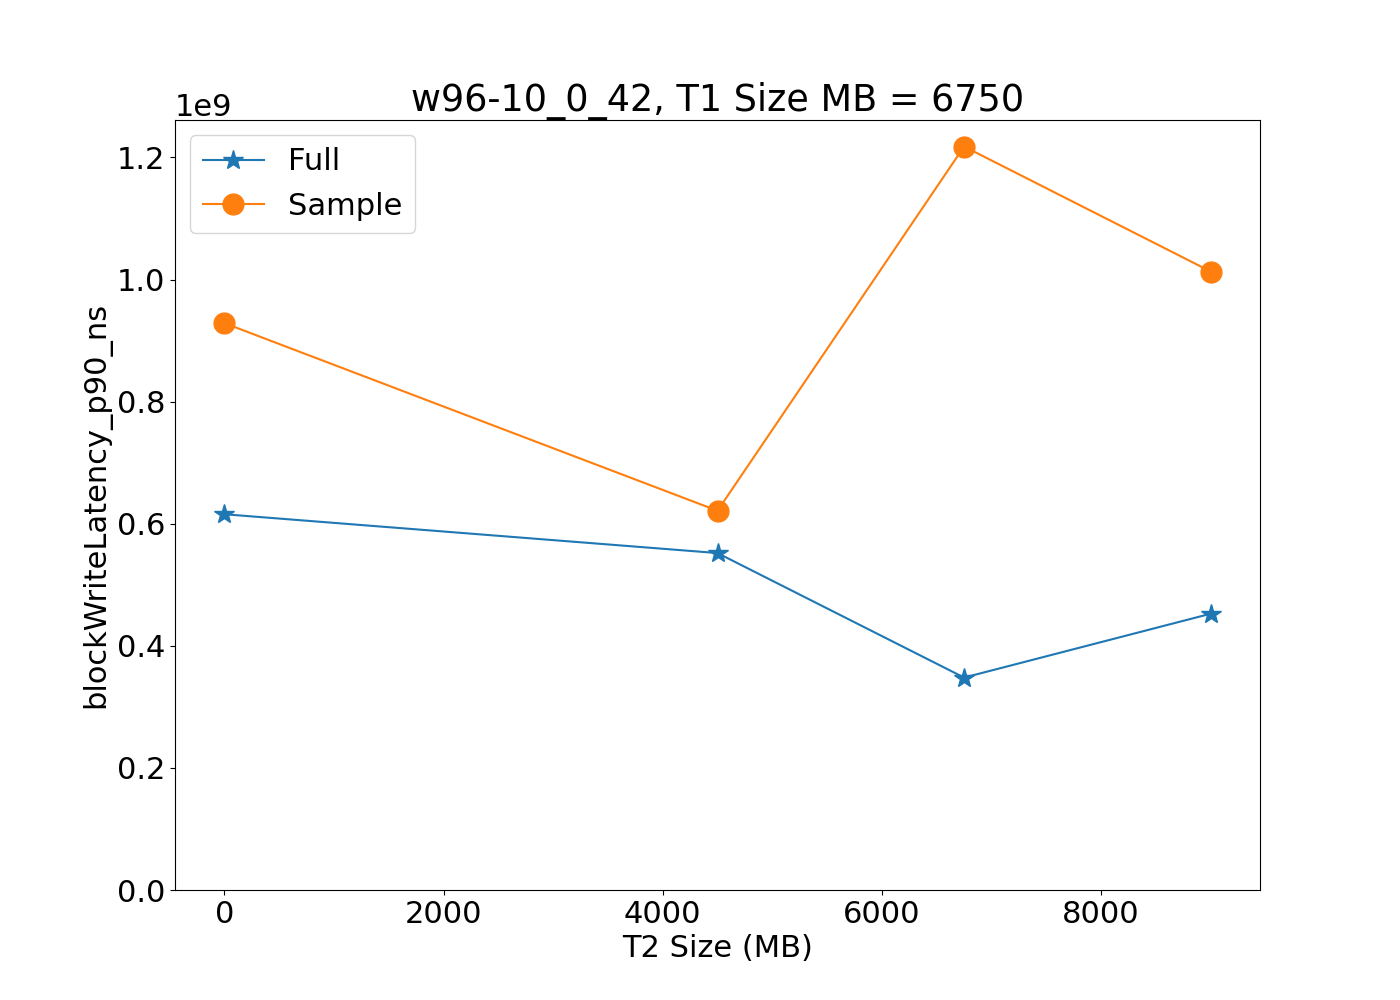 w96-10_0_42, T1 Size MB = 6750
1e9
Full
Sample
1.2
1.0
0.8
0.6
0.4
0.2
0.0
blockWriteLatency_p90_ns
0 2000 4000 6000 8000
T2 Size (MB)